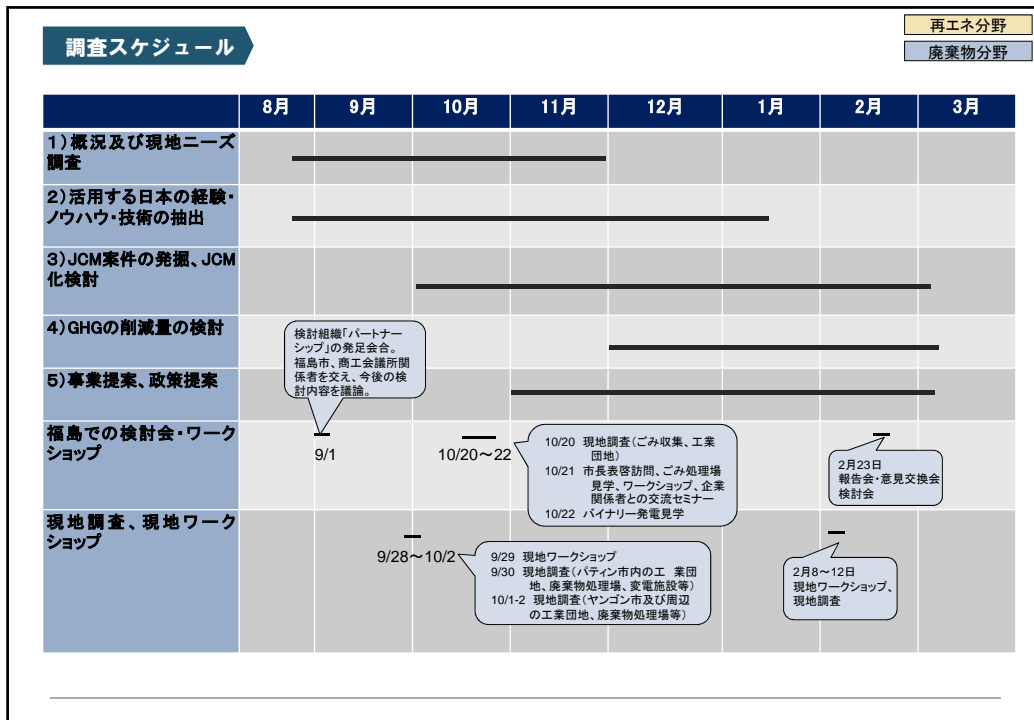 再エネ分野
調査スケジュール
廃棄物分野
8月 9月 10月 11月 12月 1月 2月 3月
1)概況及び現地ニーズ
調査
2)活用する日本の経験・
ノウハウ・技術の抽出
3)JCM案件の発掘、JCM
化検討
4)GHGの削減量の検討
検討組織「パートナー
シップ」の発足会合。
福島市、商工会議所関
係者を交え、今後の検
討内容を議論。
5)事業提案、政策提案
福島での検討会・ワーク
ショップ
9/1
10/20～22
10/20 現地調査(ごみ収集、工業
団地)
10/21 市長表啓訪問、ごみ処理場
見学、ワークショップ、企業
関係者との交流セミナー
10/22 バイナリー発電見学
2月23日
報告会・意見交換会
検討会
現地調査、現地ワーク
ショップ
9/28～10/2
9/29 現地ワークショップ
9/30 現地調査(パティン市内の工 業団
地、廃棄物処理場、変電施設等)
10/1-2 現地調査(ヤンゴン市及び周辺
の工業団地、廃棄物処理場等)
2月8～12日
現地ワークショップ、
現地調査